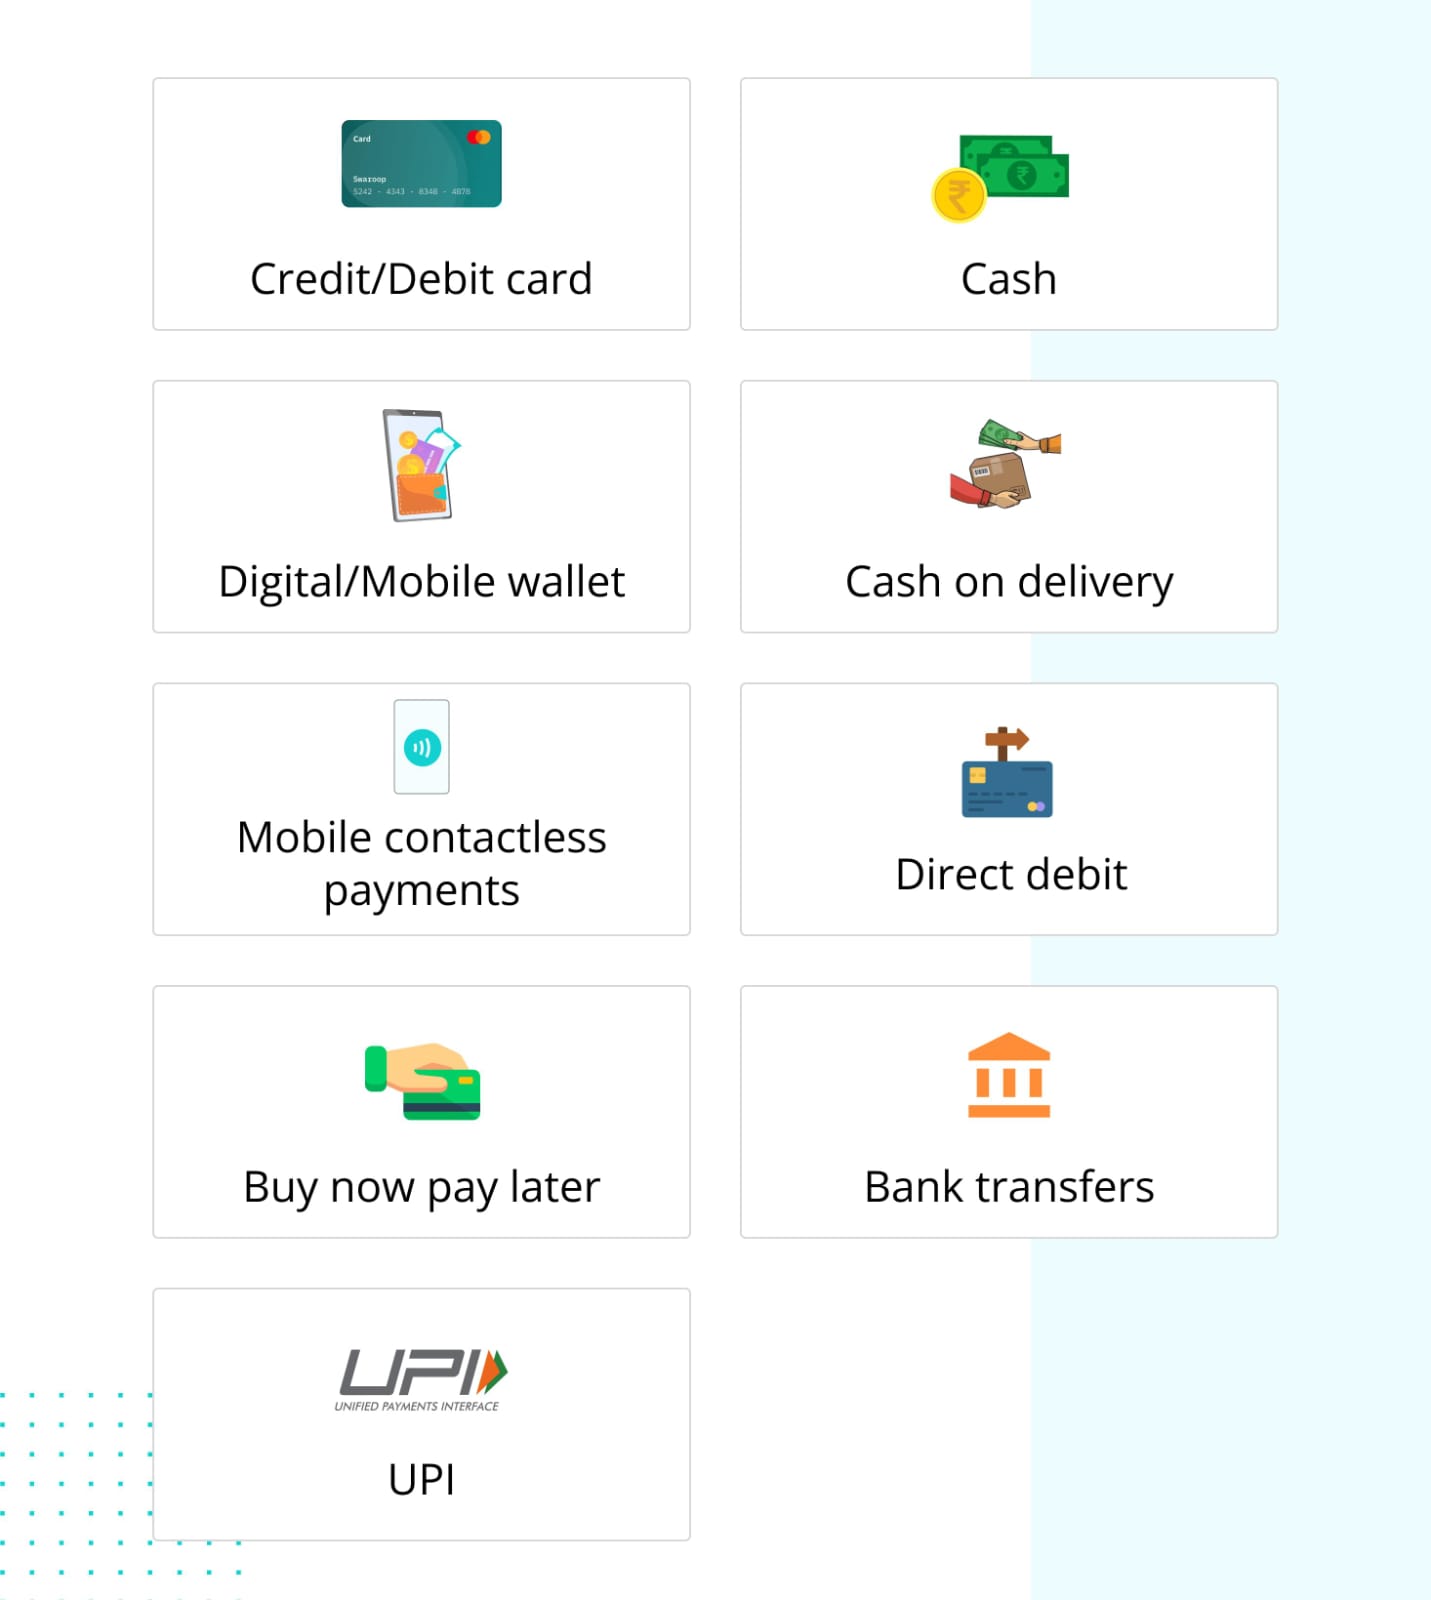 Card
Swaroop
5242 - 4343 - 8348 - 4878
Credit/Debit card
Cash
Digital/Mobile wallet
Cash on delivery
Mobile contactless
payments
Direct debit
Buy now pay later
Bank transfers
UPI
UNIFIED PAYMENTS INTERFACE
UPI